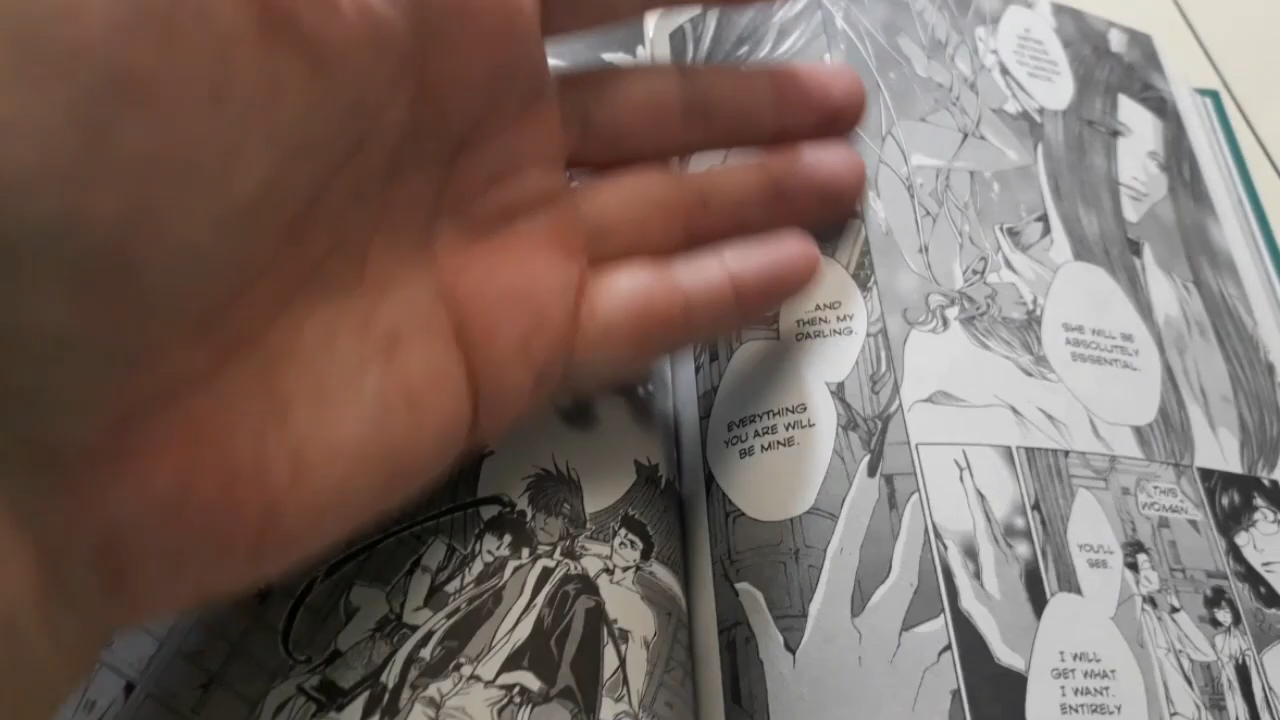 ...AND
THEN, MY
DARLING.
EVERYTHING
YOU ARE WILL
BE MINE.
SHE WILL BE
ABSOLUTELY
ESSENTIAL.
THIS
WOMAN...
YOU'LL
SEE.
I WILL
GET WHAT
I WANT.
ENTIRELY